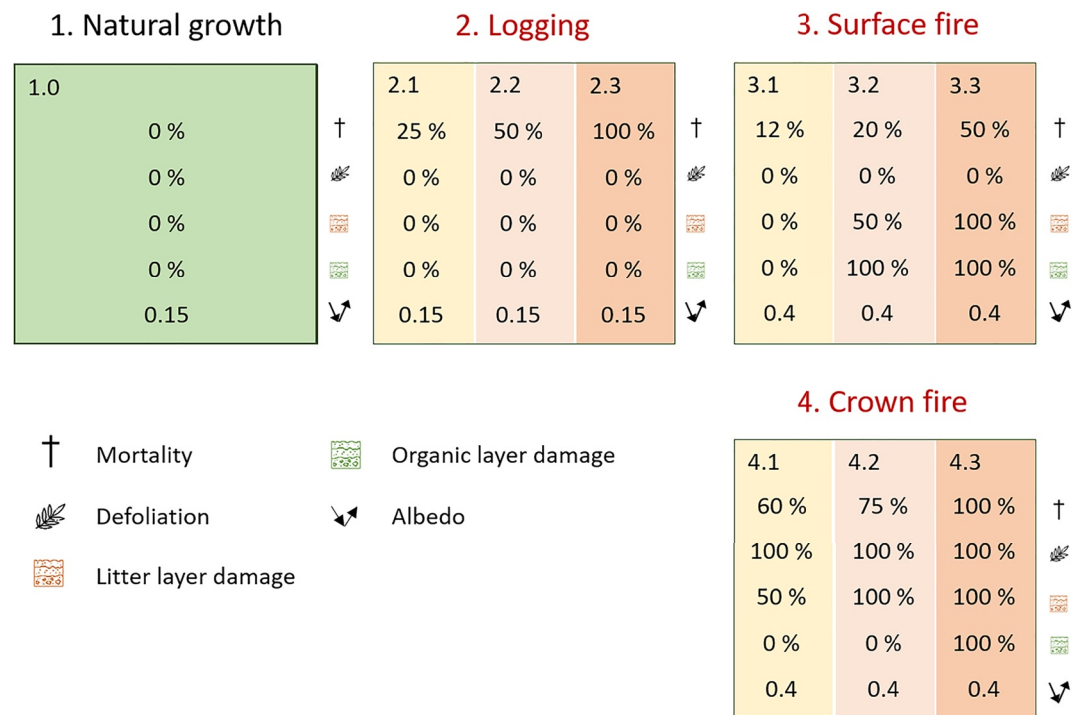 1. Natural growth
1.0
0 %
0 %
0 %
0 %
0.15
2. Logging
2.1 2.2 2.3
25 % 50 % 100 %
0 % 0 % 0 %
0 % 0 % 0 %
0 % 0 % 0 %
0.15 0.15 0.15
3. Surface fire
3.1 3.2 3.3
12 % 20 % 50 %
0 % 0 % 0 %
0 % 50 % 100 %
0 % 100 % 100 %
0.4 0.4 0.4
4. Crown fire
4.1 4.2 4.3
60 % 75 % 100 %
100 % 100 % 100 %
50 % 100 % 100 %
0 % 0 % 100 %
0.4 0.4 0.4
Mortality
Defoliation
Litter layer damage
Organic layer damage
Albedo